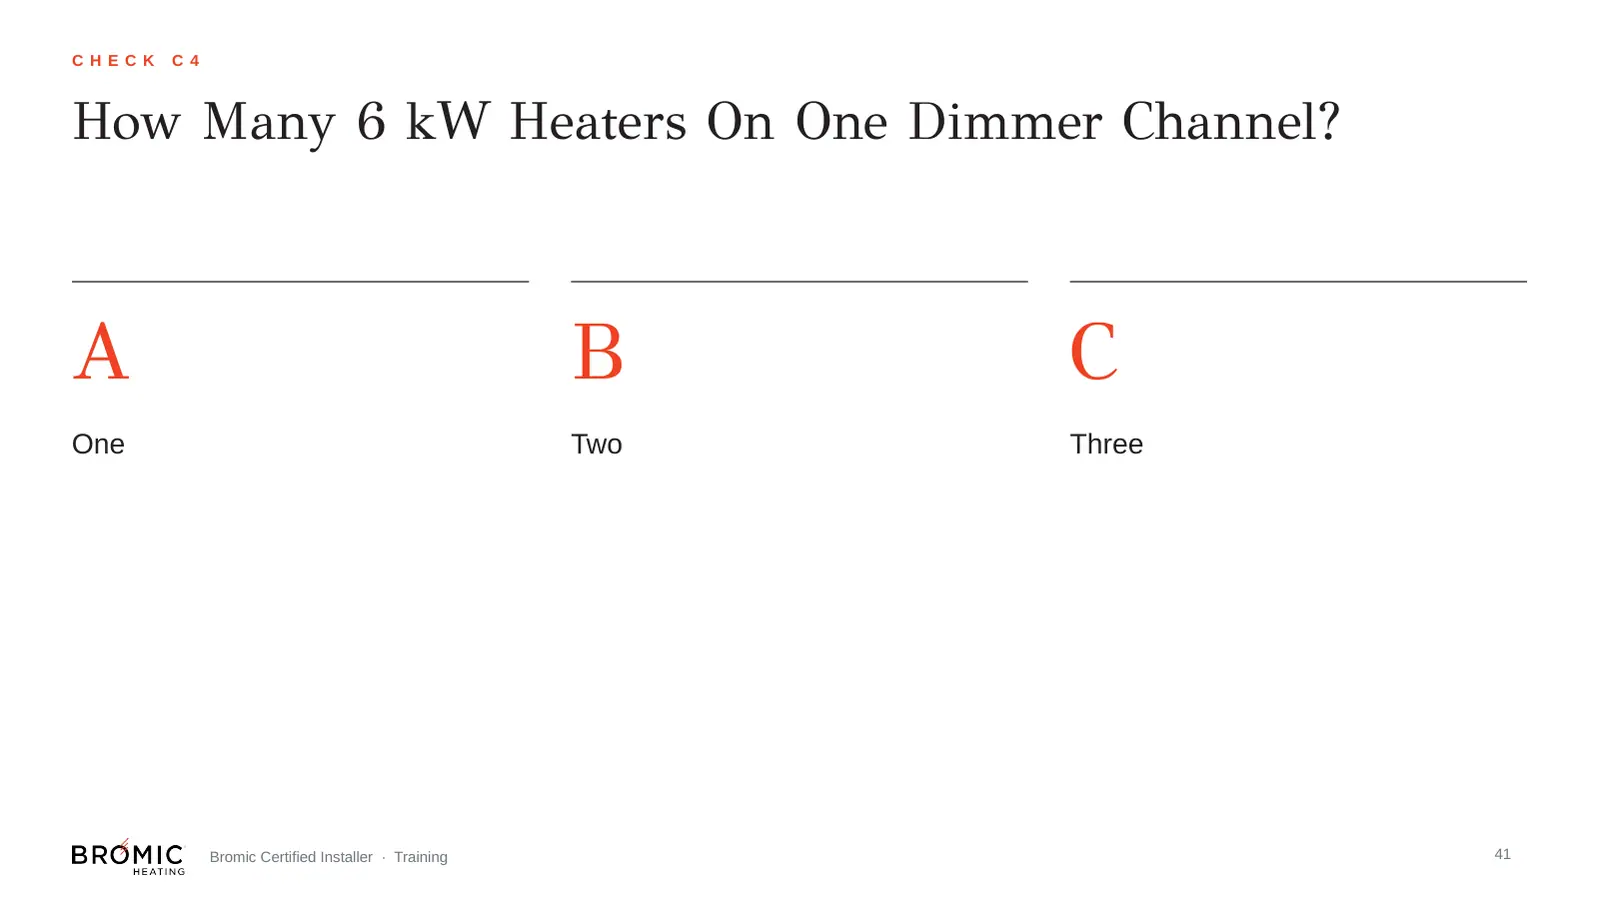 CHECK C4
How Many 6 kW Heaters On One Dimmer Channel?
A
One
B
Two
C
Three
BROMIC
HEATING
Bromic Certified Installer · Training
41